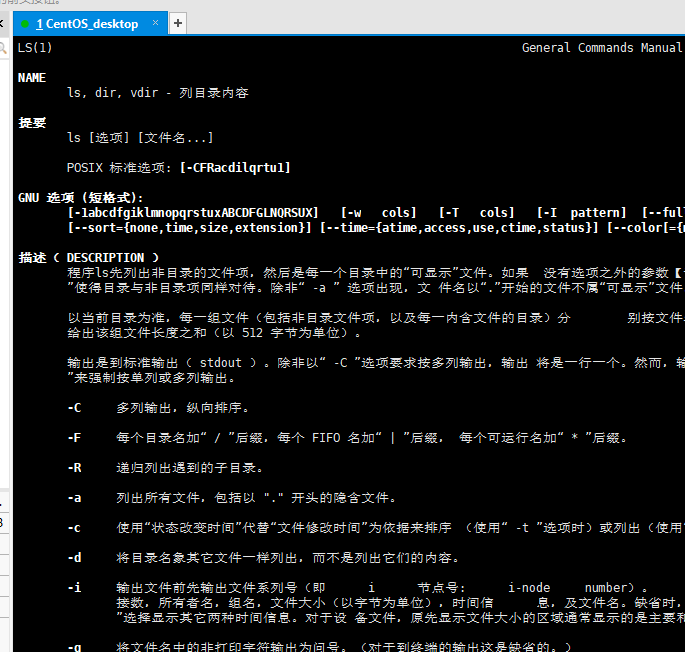 1 CentOS_desktop × +
LS(1) General Commands Manual
NAME
ls, dir, vdir - 列目录内容
提要
ls [选项] [文件名...]
POSIX 标准选项: [-CFRacdilqrtu1]
GNU 选项 (短格式):
[-1abcdfgiklmnopqrstuxABCDFGLNQRSUX] [-w cols] [-T cols] [-I pattern] [--full
[--sort={none,time,size,extension}] [--time={atime,access,use,ctime,status}] [--color[={
描述 ( DESCRIPTION )
程序ls先列出非目录的文件项, 然后是每一个目录中的“可显示”文件。如果 没有选项之外的参数【
”使得目录与非目录项同样对待。除非“ -a ” 选项出现, 文 件名以“.”开始的文件不属“可显示”文件
以当前目录为准, 每一组文件 (包括非目录文件项, 以及每一内含文件的目录) 分 别按文件
给出该组文件长度之和 (以 512 字节为单位) 。
输出是到标准输出 ( stdout ) 。除非以“ -C ”选项要求按多列输出, 输出 将是一行一个。然而,
”来强制按单列或多列输出。
-C 多列输出, 纵向排序。
-F 每个目录名加“ / ”后缀, 每个 FIFO 名加“ | ”后缀, 每个可运行名加“ * ”后缀。
-R 递归列出遇到的子目录。
-a 列出所有文件, 包括以 "." 开头的隐含文件。
-c 使用“状态改变时间”代替“文件修改时间”为依据来排序 (使用“ -t ”选项时) 或列出 (使用
-d 将目录名象其它文件一样列出, 而不是列出它们的内容。
-i 输出文件前先输出文件系列号 (即 i 节点号: i-node number) 。
接数, 所有者名, 组名, 文件大小 (以字节为单位) , 时间信 息, 及文件名。缺省时,
”选择显示其它两种时间信息。对于设 备文件, 原先显示文件大小的区域通常显示的是主要和
-q 将文件名中的非打印字符输出为问号。 (对于到终端的输出这是缺省的。)